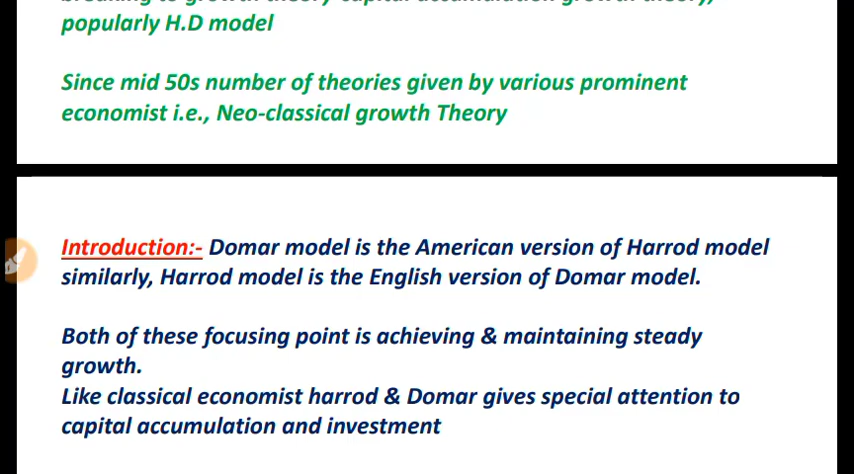 popularly H.D model
Since mid 50s number of theories given by various prominent
economist i.e., Neo-classical growth Theory
Introduction:- Domar model is the American version of Harrod model
similarly, Harrod model is the English version of Domar model.
Both of these focusing point is achieving & maintaining steady
growth.
Like classical economist harrod & Domar gives special attention to
capital accumulation and investment